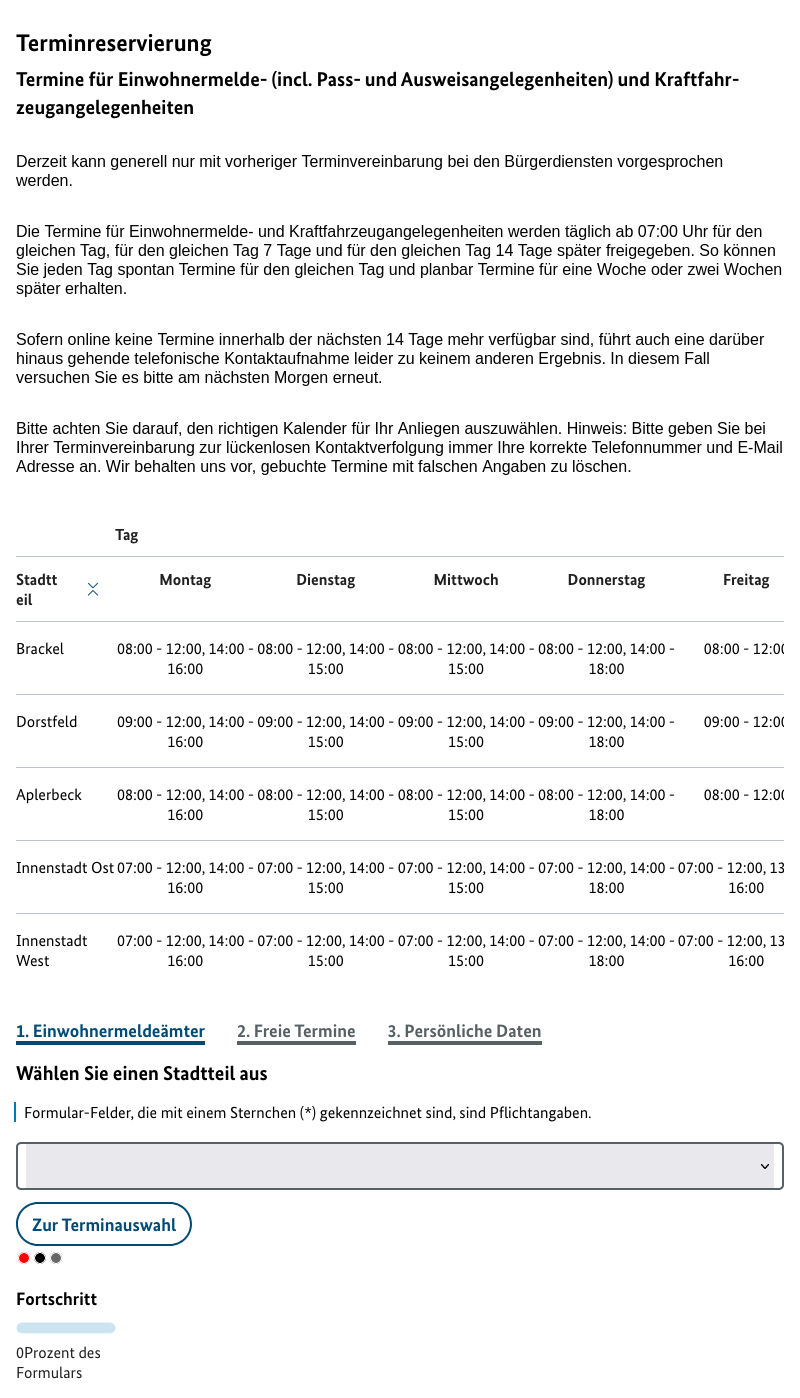 Terminreservierung
Termine für Einwohnermelde- (incl. Pass- und Ausweisangelegenheiten) und Kraftfahr-
zeugangelegenheiten
Derzeit kann generell nur mit vorheriger Terminvereinbarung bei den Bürgerdiensten vorgesprochen
werden.
Die Termine für Einwohnermelde- und Kraftfahrzeugangelegenheiten werden täglich ab 07:00 Uhr für den
gleichen Tag, für den gleichen Tag 7 Tage und für den gleichen Tag 14 Tage später freigegeben. So können
Sie jeden Tag spontan Termine für den gleichen Tag und planbar Termine für eine Woche oder zwei Wochen
später erhalten.
Sofern online keine Termine innerhalb der nächsten 14 Tage mehr verfügbar sind, führt auch eine darüber
hinaus gehende telefonische Kontaktaufnahme leider zu keinem anderen Ergebnis. In diesem Fall
versuchen Sie es bitte am nächsten Morgen erneut.
Bitte achten Sie darauf, den richtigen Kalender für Ihr Anliegen auszuwählen. Hinweis: Bitte geben Sie bei
Ihrer Terminvereinbarung zur lückenlosen Kontaktverfolgung immer Ihre korrekte Telefonnummer und E-Mail
Adresse an. Wir behalten uns vor, gebuchte Termine mit falschen Angaben zu löschen.
Tag
Stadtt Montag Dienstag Mittwoch Donnerstag Freitag
eil
Brackel 08:00 - 12:00, 14:00 - 08:00 - 12:00, 14:00 - 08:00 - 12:00, 14:00 - 08:00 - 12:00, 14:00 - 08:00 - 12:00
16:00 15:00 15:00 18:00
Dorstfeld 09:00 - 12:00, 14:00 - 09:00 - 12:00, 14:00 - 09:00 - 12:00, 14:00 - 09:00 - 12:00, 14:00 - 09:00 - 12:00
16:00 15:00 15:00 18:00
Aplerbeck 08:00 - 12:00, 14:00 - 08:00 - 12:00, 14:00 - 08:00 - 12:00, 14:00 - 08:00 - 12:00, 14:00 - 08:00 - 12:00
16:00 15:00 15:00 18:00
Innenstadt Ost 07:00 - 12:00, 14:00 - 07:00 - 12:00, 14:00 - 07:00 - 12:00, 14:00 - 07:00 - 12:00, 14:00 - 07:00 - 12:00, 13
16:00 15:00 15:00 18:00 16:00
Innenstadt 07:00 - 12:00, 14:00 - 07:00 - 12:00, 14:00 - 07:00 - 12:00, 14:00 - 07:00 - 12:00, 14:00 - 07:00 - 12:00, 13
West 16:00 15:00 15:00 18:00 16:00
1. Einwohnermeldeämter 2. Freie Termine 3. Persönliche Daten
Wählen Sie einen Stadtteil aus
Formular-Felder, die mit einem Sternchen (*) gekennzeichnet sind, sind Pflichtangaben.
Zur Terminauswahl
Fortschritt
0Prozent des
Formulars